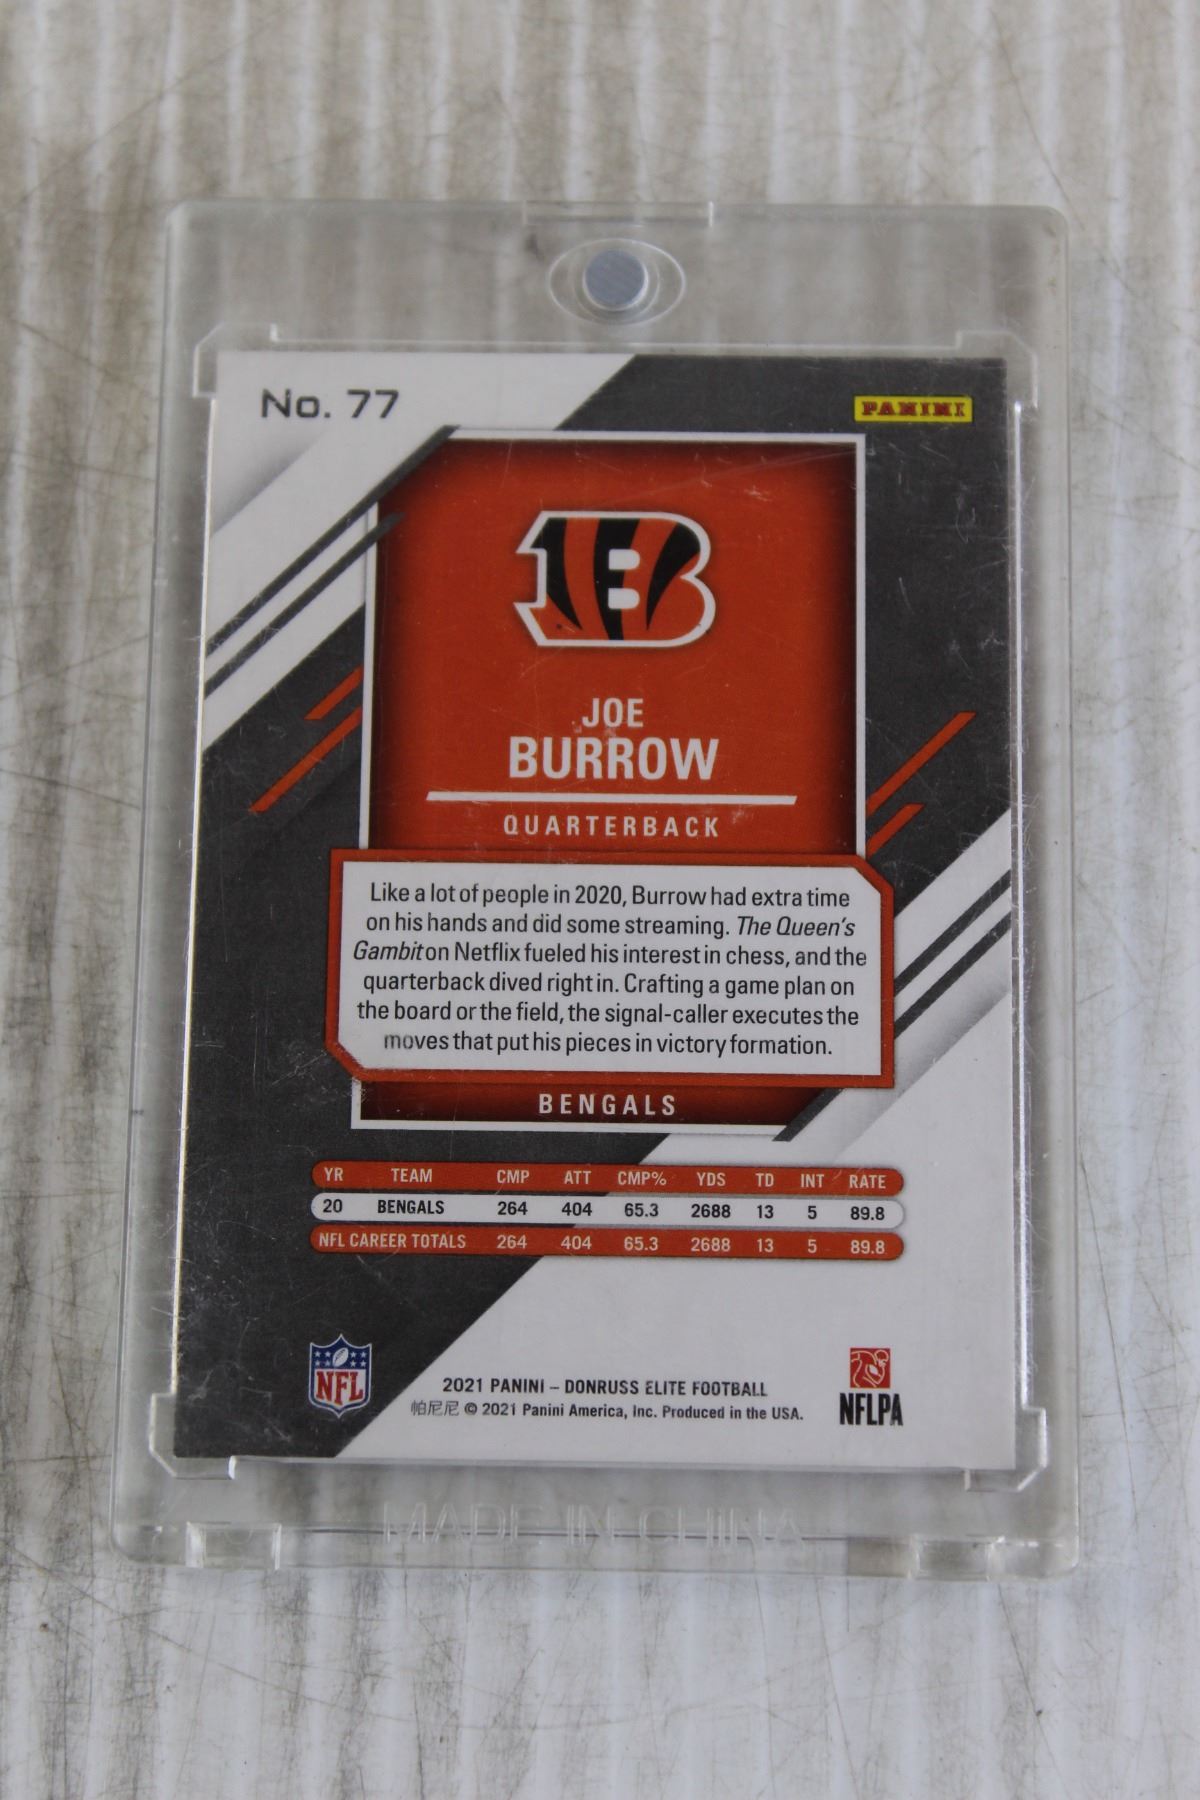 No. 77
PANINI
B
JOE
BURROW
QUARTERBACK
Like a lot of people in 2020, Burrow had extra time
on his hands and did some streaming. The Queen's
Gambit on Netflix fueled his interest in chess, and the
quarterback dived right in. Crafting a game plan on
the board or the field, the signal-caller executes the
moves that put his pieces in victory formation.
BENGALS
YR TEAM CMP ATT CMP% YDS TD INT RATE
20 BENGALS 264 404 65.3 2688 13 5 89.8
NFL CAREER TOTALS 264 404 65.3 2688 13 5 89.8
NFL
2021 PANINI – DONRUSS ELITE FOOTBALL
帕尼尼 © 2021 Panini America, Inc. Produced in the USA.
NFLPA
MADE IN CHINA